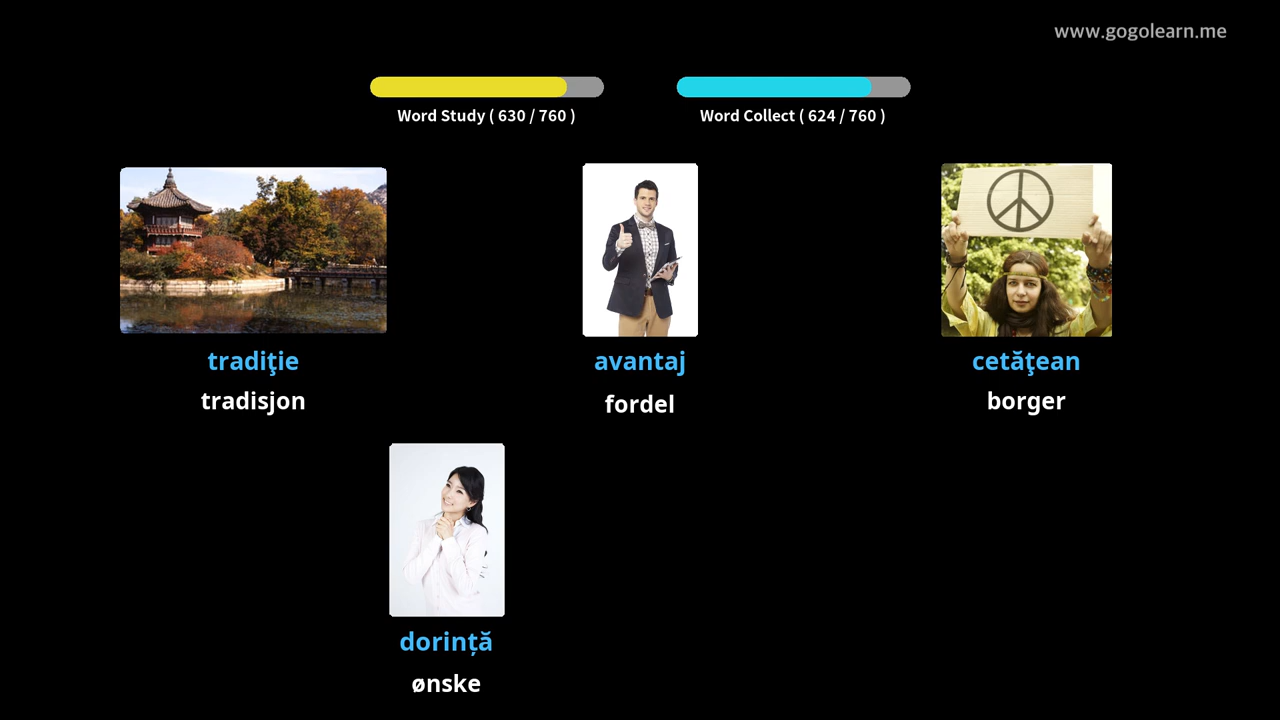 www.gogolearn.me
Word Study ( 630 / 760 )
Word Collect ( 624 / 760 )
tradiţie
avantaj
cetăţean
tradisjon
fordel
borger
dorință
ønske